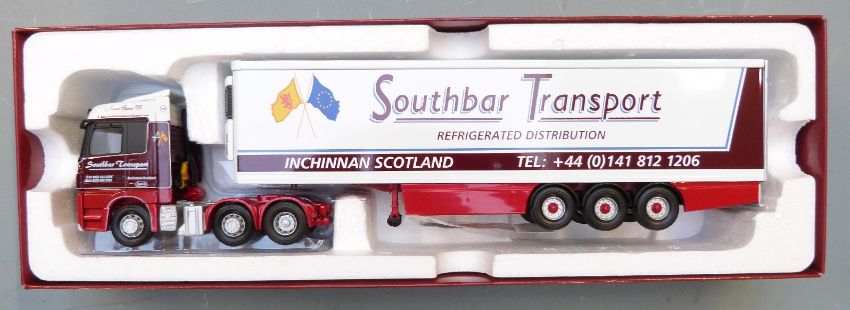 Southbar Transport
REFRIGERATED DISTRIBUTION
INCHINNAN SCOTLAND TEL: +44 (0)141 812 1206
Southbar Transport